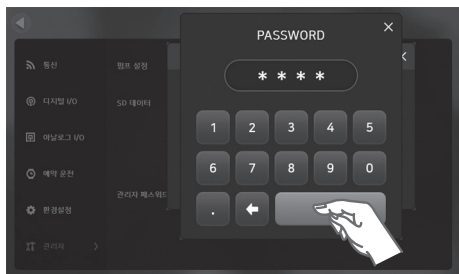 PASSWORD
* * * *
통신
펌프 설정
디지털 I/O
SD 데이터
아날로그 I/O
예약 운전
관리자 패스워드
환경설정
관리자
1 2 3 4 5
6 7 8 9 0
.